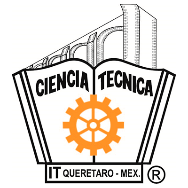 CIENCIA TECNICA
IT QUERETARO - MEX. ®